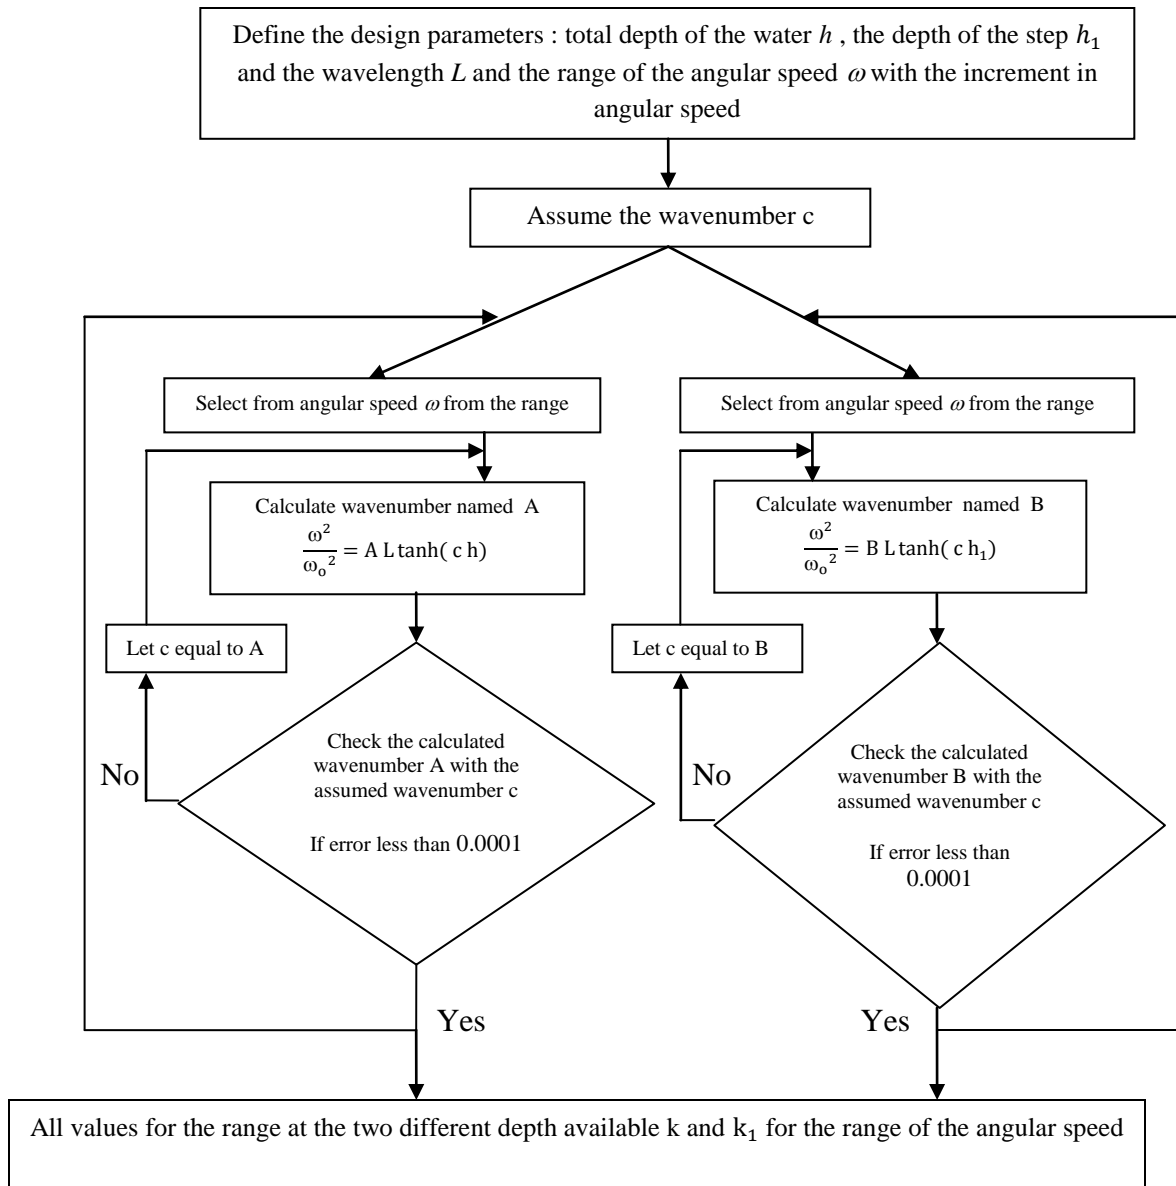 Define the design parameters : total depth of the water h , the depth of the step h₁
and the wavelength L and the range of the angular speed ω with the increment in
angular speed
Assume the wavenumber c
Select from angular speed ω from the range
Select from angular speed ω from the range
Calculate wavenumber named A
ω²/ωₒ² = A L tanh( c h)
Calculate wavenumber named B
ω²/ωₒ² = B L tanh( c h₁)
Let c equal to A
Let c equal to B
Check the calculated
wavenumber A with the
assumed wavenumber c
If error less than 0.0001
No
Check the calculated
wavenumber B with the
assumed wavenumber c
If error less than
0.0001
No
Yes
Yes
All values for the range at the two different depth available k and k₁ for the range of the angular speed